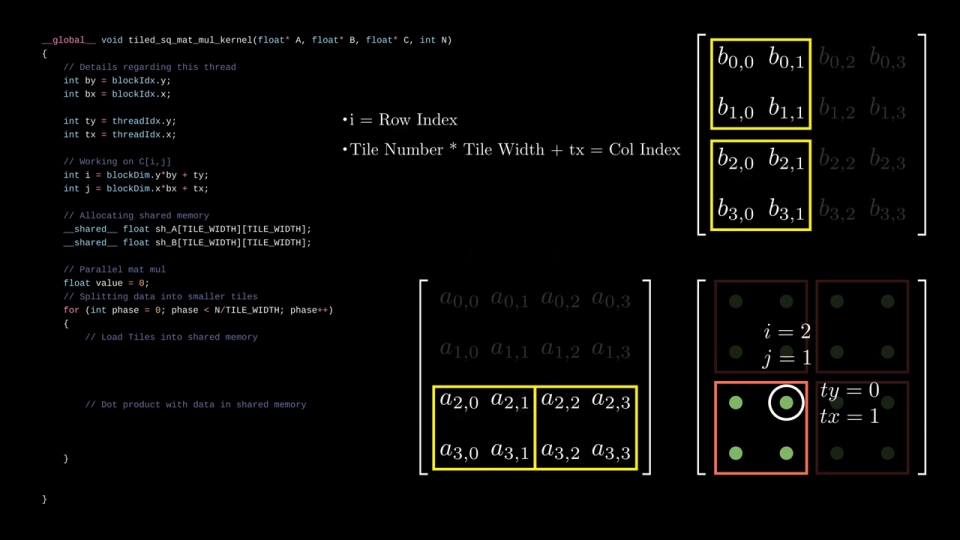 __global__ void tiled_sq_mat_mul_kernel(float* A, float* B, float* C, int N)
{
// Details regarding this thread
int by = blockIdx.y;
int bx = blockIdx.x;
int ty = threadIdx.y;
int tx = threadIdx.x;
// Working on C[i,j]
int i = blockDim.y*by + ty;
int j = blockDim.x*bx + tx;
// Allocating shared memory
__shared__ float sh_A[TILE_WIDTH][TILE_WIDTH];
__shared__ float sh_B[TILE_WIDTH][TILE_WIDTH];
// Parallel mat mul
float value = 0;
// Splitting data into smaller tiles
for (int phase = 0; phase < N/TILE_WIDTH; phase++)
{
// Load Tiles into shared memory
// Dot product with data in shared memory
}
}
•i = Row Index
•Tile Number * Tile Width + tx = Col Index
b0,0 b0,1 b0,2 b0,3
b1,0 b1,1 b1,2 b1,3
b2,0 b2,1 b2,2 b2,3
b3,0 b3,1 b3,2 b3,3
a0,0 a0,1 a0,2 a0,3
a1,0 a1,1 a1,2 a1,3
a2,0 a2,1 a2,2 a2,3
a3,0 a3,1 a3,2 a3,3
i = 2
j = 1
ty = 0
tx = 1